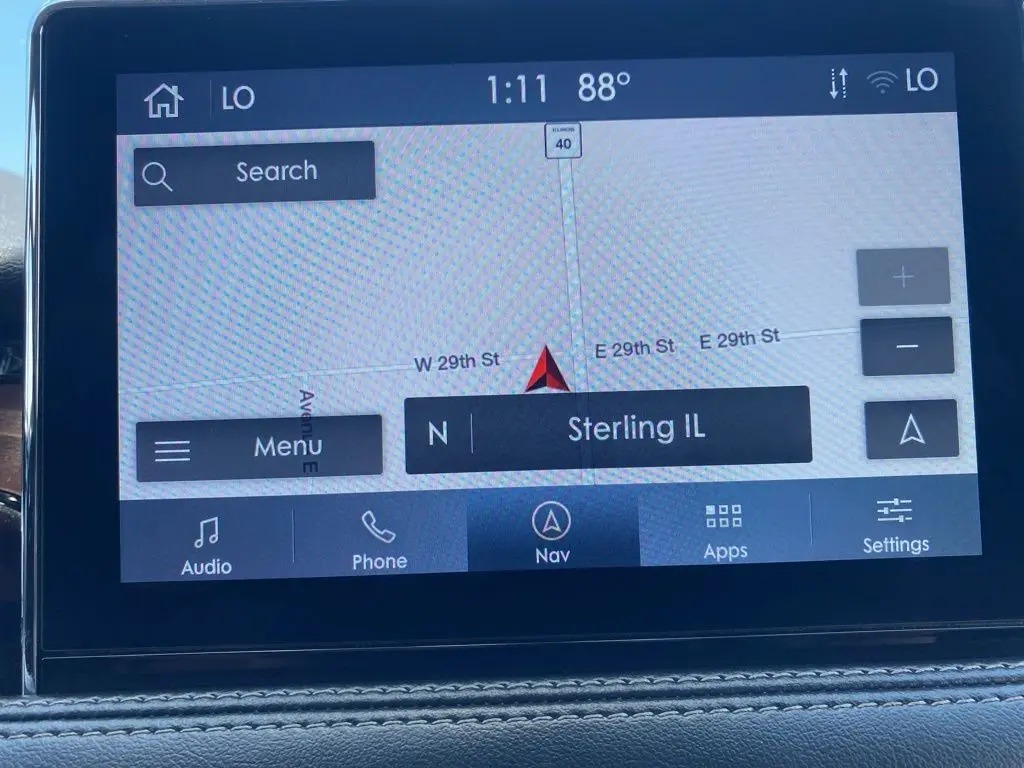 LO 1:11 88° LO
Search
ILLINOIS
40
W 29th St E 29th St E 29th St
Avenue E
Menu N Sterling IL
Audio Phone Nav Apps Settings